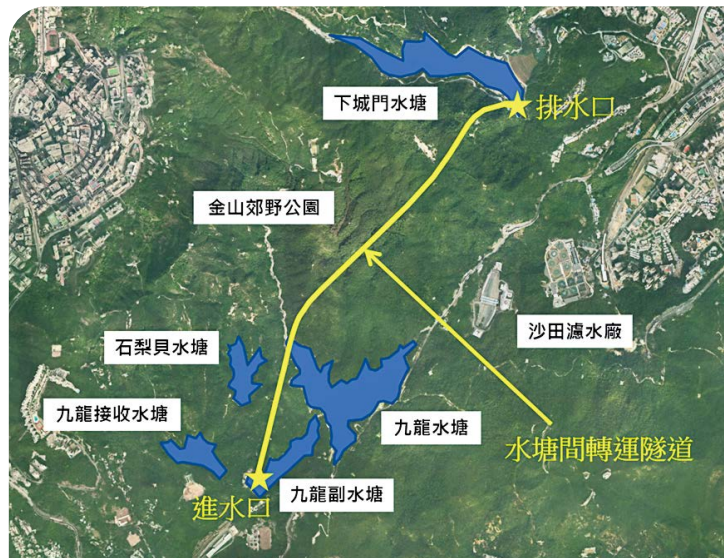 下城門水塘
排水口
金山郊野公園
石梨貝水塘
沙田濾水廠
九龍接收水塘
九龍水塘
水塘間轉運隧道
九龍副水塘
進水口